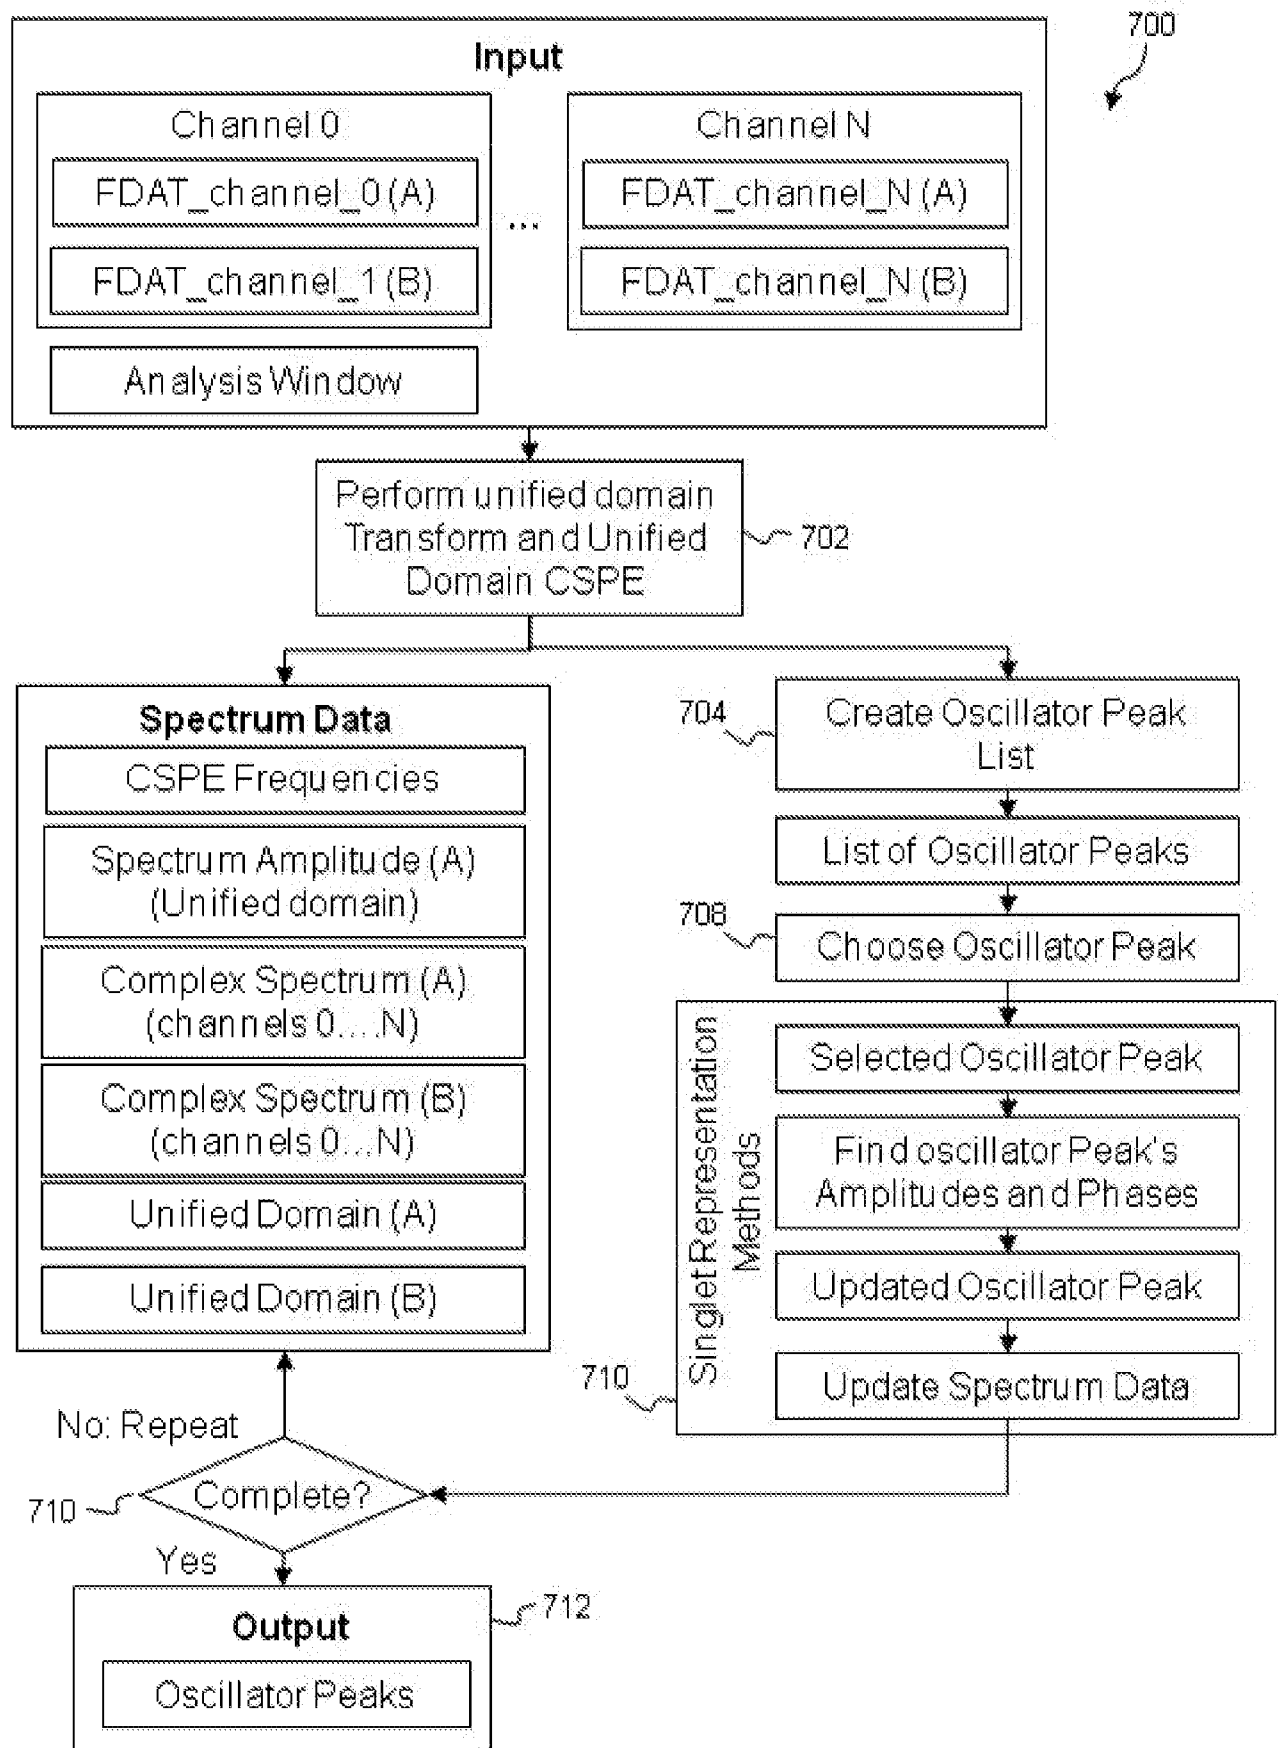 700
Input
Channel 0
FDAT_channel_0 (A)
FDAT_channel_1 (B)
...
Channel N
FDAT_channel_N (A)
FDAT_channel_N (B)
Analysis Window
Perform unified domain
Transform and Unified
Domain CSPE
702
Spectrum Data
CSPE Frequencies
Spectrum Amplitude (A)
(Unified domain)
Complex Spectrum (A)
(channels 0....N)
Complex Spectrum (B)
(channels 0...N)
Unified Domain (A)
Unified Domain (B)
704
Create Oscillator Peak
List
List of Oscillator Peaks
708
Choose Oscillator Peak
Singlet Representation
Methods
Selected Oscillator Peak
Find oscillator Peak's
Amplitudes and Phases
Updated Oscillator Peak
Update Spectrum Data
710
No: Repeat
Complete?
710
Yes
Output
712
Oscillator Peaks